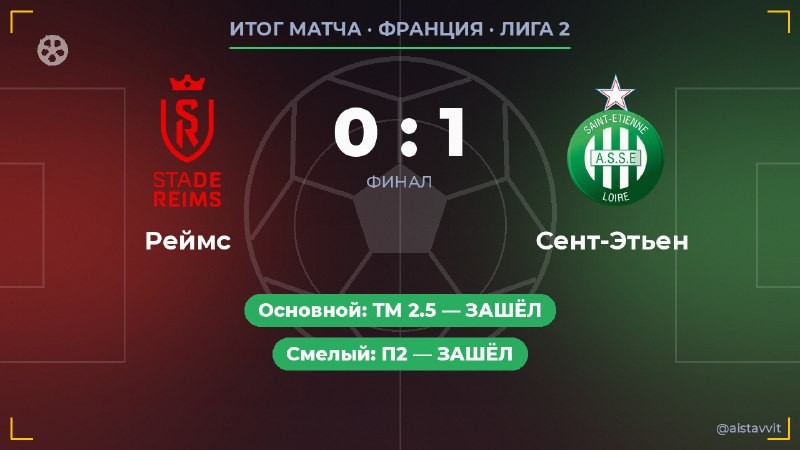 ИТОГ МАТЧА · ФРАНЦИЯ · ЛИГА 2
SR
STADE
REIMS
0 : 1
ФИНАЛ
SAINT-ETIENNE
A.S.S.E
LOIRE
Реймс
Сент-Этьен
Основной: ТМ 2.5 — ЗАШЁЛ
Смелый: П2 — ЗАШЁЛ
@aistavvit